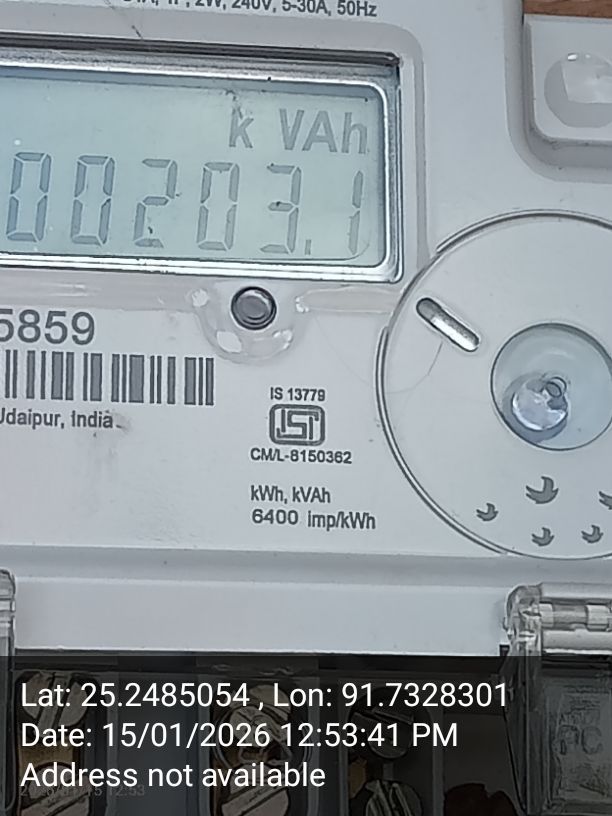 2W, 240V, 5-30A, 50Hz
k VAh
00203.1
5859
Udaipur, India.
IS 13779
ISI
CM/L-8150362
kWh, kVAh
6400 imp/kWh
Lat: 25.2485054 , Lon: 91.7328301
Date: 15/01/2026 12:53:41 PM
Address not available